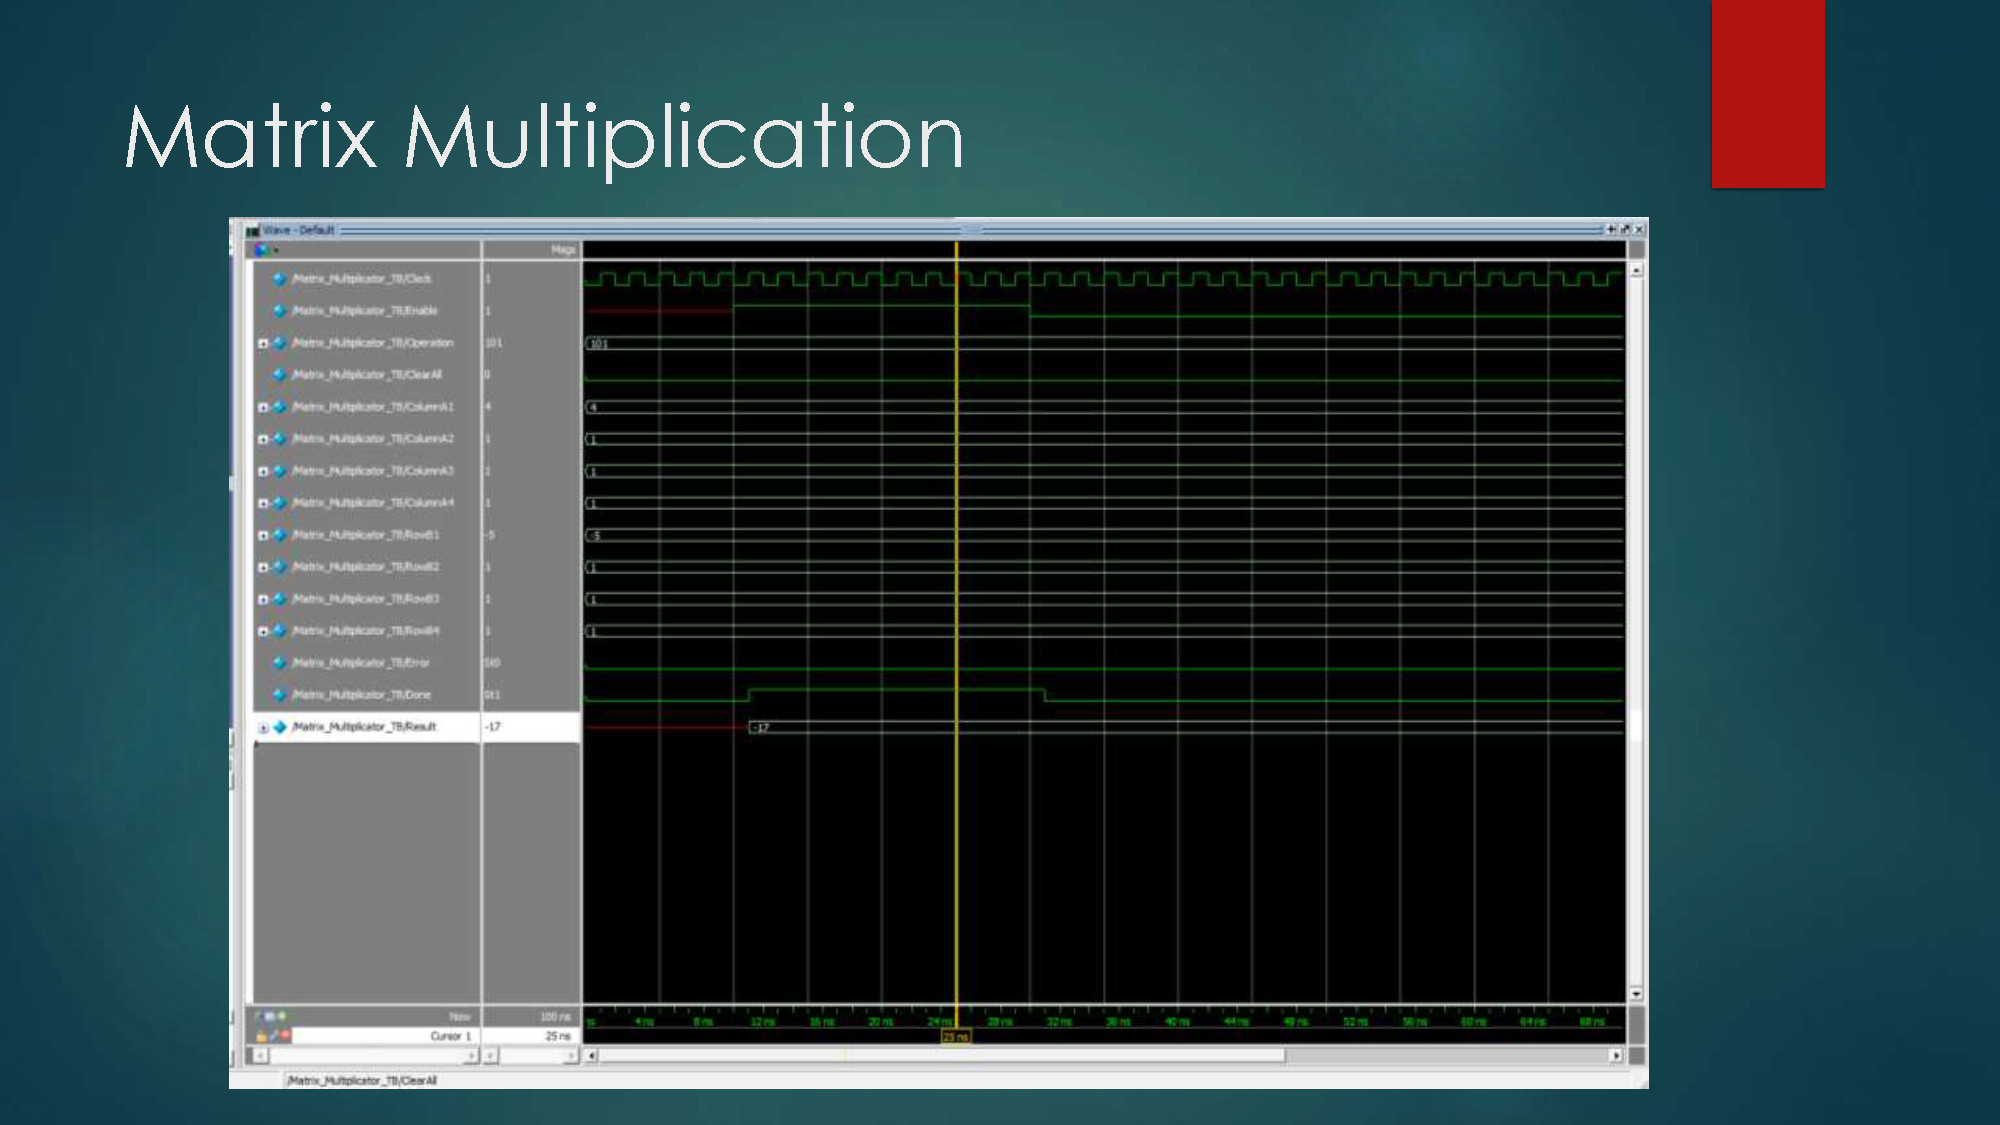 Matrix Multiplication
Wave - Default
Msgs
/Matrix_Multiplicator_TB/Clock 1
/Matrix_Multiplicator_TB/Enable 1
/Matrix_Multiplicator_TB/Operation 101 101
/Matrix_Multiplicator_TB/ClearAll 0
/Matrix_Multiplicator_TB/ColumnA1 4 4
/Matrix_Multiplicator_TB/ColumnA2 1 1
/Matrix_Multiplicator_TB/ColumnA3 1 1
/Matrix_Multiplicator_TB/ColumnA4 1 1
/Matrix_Multiplicator_TB/RowB1 -5 -5
/Matrix_Multiplicator_TB/RowB2 1 1
/Matrix_Multiplicator_TB/RowB3 1 1
/Matrix_Multiplicator_TB/RowB4 1 1
/Matrix_Multiplicator_TB/Error St0
/Matrix_Multiplicator_TB/Done St1
/Matrix_Multiplicator_TB/Result -17 -17
Now 100 ns ns 4 ns 8 ns 12 ns 16 ns 20 ns 24 ns 28 ns 32 ns 36 ns 40 ns 44 ns 48 ns 52 ns 56 ns 60 ns 64 ns 68 ns
Cursor 1 25 ns 25 ns
/Matrix_Multiplicator_TB/ClearAll